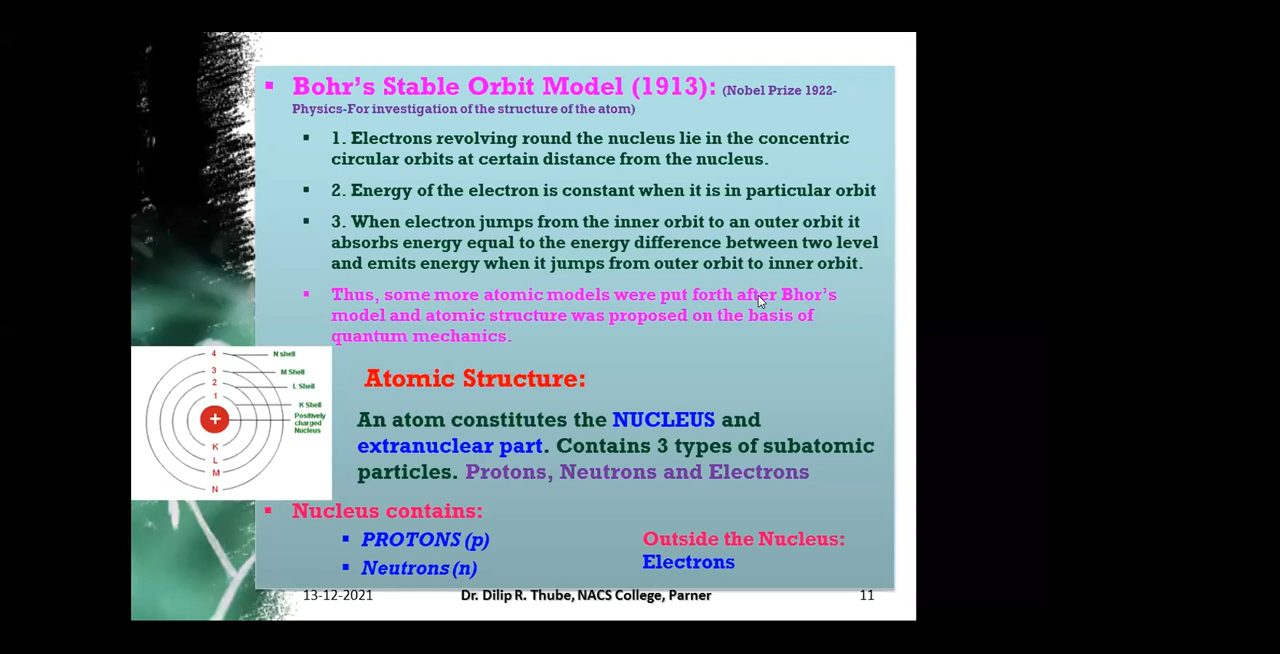 Bohr's Stable Orbit Model (1913): (Nobel Prize 1922-
Physics-For investigation of the structure of the atom)
1. Electrons revolving round the nucleus lie in the concentric
circular orbits at certain distance from the nucleus.
2. Energy of the electron is constant when it is in particular orbit
3. When electron jumps from the inner orbit to an outer orbit it
absorbs energy equal to the energy difference between two level
and emits energy when it jumps from outer orbit to inner orbit.
Thus, some more atomic models were put forth after Bhor's
model and atomic structure was proposed on the basis of
quantum mechanics.
4 N shell
3 M Shell
2 L Shell
1
K Shell
+ Positively
charged
Nucleus
K
L
M
N
Atomic Structure:
An atom constitutes the NUCLEUS and
extranuclear part. Contains 3 types of subatomic
particles. Protons, Neutrons and Electrons
Nucleus contains:
PROTONS (p)
Neutrons (n)
Outside the Nucleus:
Electrons
13-12-2021 Dr. Dilip R. Thube, NACS College, Parner 11